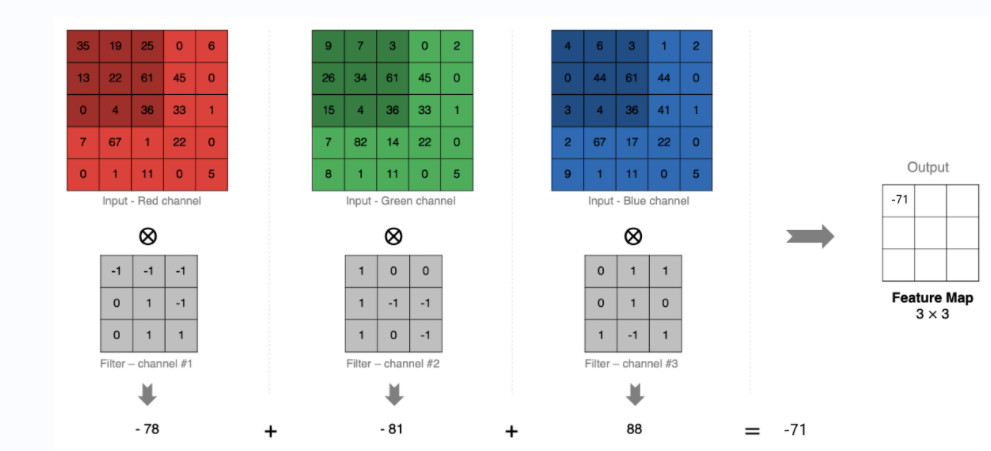 35 19 25 0 6
13 22 61 45 0
0 4 36 33 1
7 67 1 22 0
0 1 11 0 5
Input - Red channel
9 7 3 0 2
26 34 61 45 0
15 4 36 33 1
7 82 14 22 0
8 1 11 0 5
Input - Green channel
4 6 3 1 2
0 44 61 44 0
3 4 36 41 1
2 67 17 22 0
9 1 11 0 5
Input - Blue channel
-1 -1 -1
0 1 -1
0 1 1
Filter – channel #1
1 0 0
1 -1 -1
1 0 -1
Filter – channel #2
0 1 1
0 1 0
1 -1 1
Filter – channel #3
- 78 + - 81 + 88 = -71
Output
-71
Feature Map
3 × 3